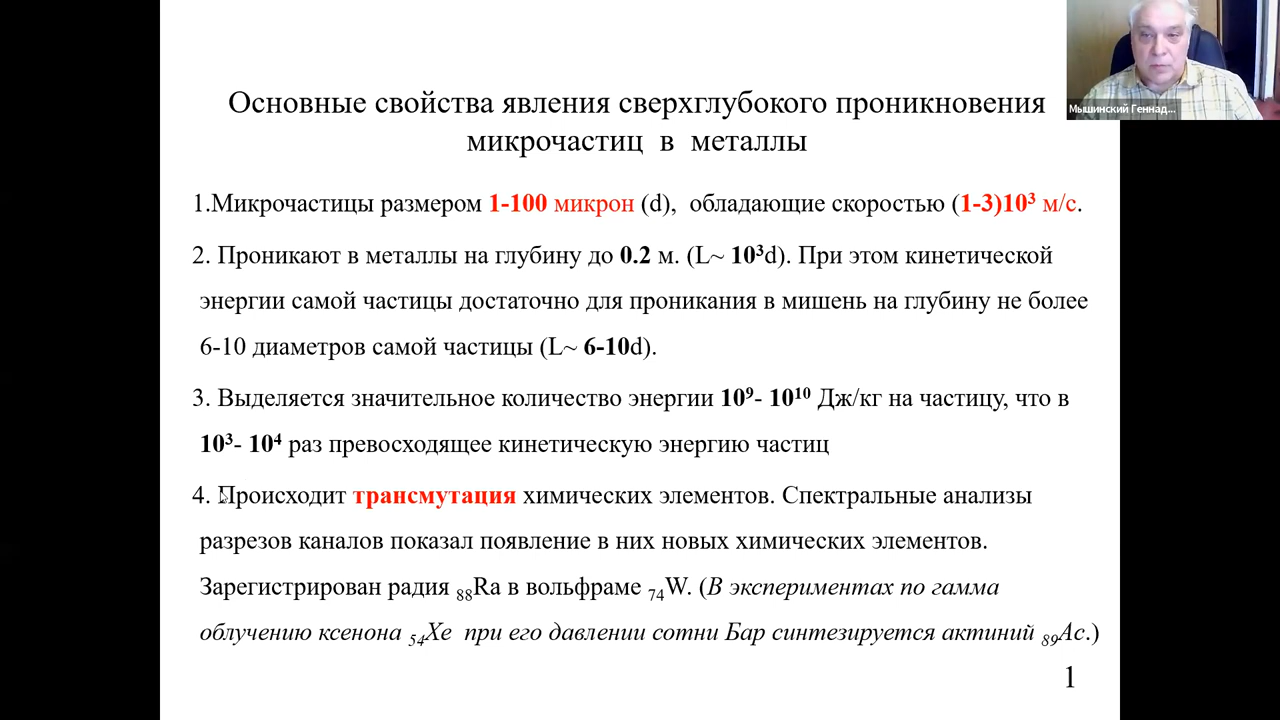 Мышинский Геннад...
Основные свойства явления сверхглубокого проникновения
микрочастиц в металлы
1.Микрочастицы размером 1-100 микрон (d), обладающие скоростью (1-3)10³ м/с.
2. Проникают в металлы на глубину до 0.2 м. (L~ 10³d). При этом кинетической
энергии самой частицы достаточно для проникания в мишень на глубину не более
6-10 диаметров самой частицы (L~ 6-10d).
3. Выделяется значительное количество энергии 10⁹- 10¹⁰ Дж/кг на частицу, что в
10³- 10⁴ раз превосходящее кинетическую энергию частиц
4. Происходит трансмутация химических элементов. Спектральные анализы
разрезов каналов показал появление в них новых химических элементов.
Зарегистрирован радия ₈₈Ra в вольфраме ₇₄W. (В экспериментах по гамма
облучению ксенона ₅₄Xe при его давлении сотни Бар синтезируется актиний ₈₉Ac.)
1